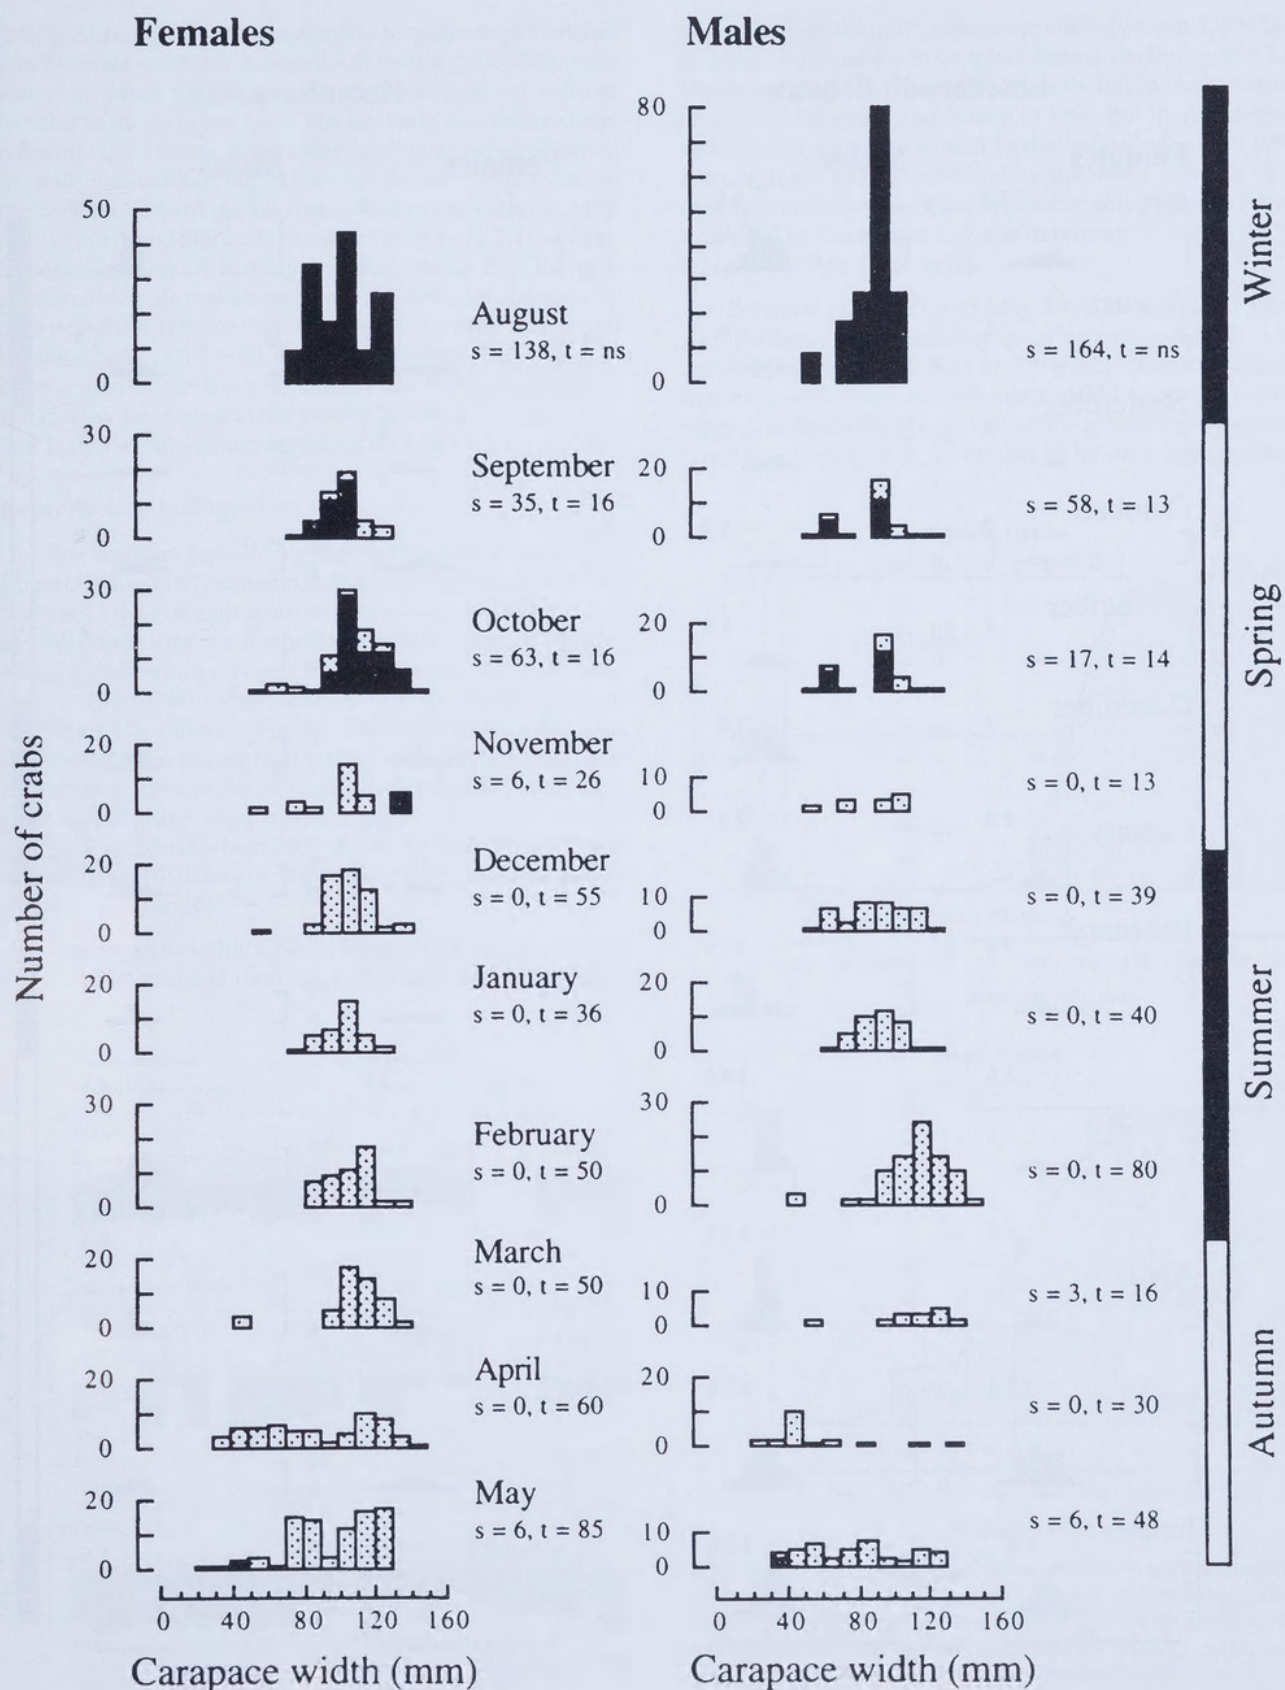 Females
Males
Number of crabs
50
0
August
s = 138, t = ns
80
0
s = 164, t = ns
30
0
September
s = 35, t = 16
20
0
s = 58, t = 13
30
0
October
s = 63, t = 16
20
0
s = 17, t = 14
20
0
November
s = 6, t = 26
10
0
s = 0, t = 13
20
0
December
s = 0, t = 55
10
0
s = 0, t = 39
20
0
January
s = 0, t = 36
20
0
s = 0, t = 40
30
0
February
s = 0, t = 50
30
0
s = 0, t = 80
20
0
March
s = 0, t = 50
10
0
s = 3, t = 16
20
0
April
s = 0, t = 60
20
0
s = 0, t = 30
20
0
May
s = 6, t = 85
10
0
s = 6, t = 48
0 40 80 120 160
0 40 80 120 160
Carapace width (mm)
Carapace width (mm)
Winter
Spring
Summer
Autumn